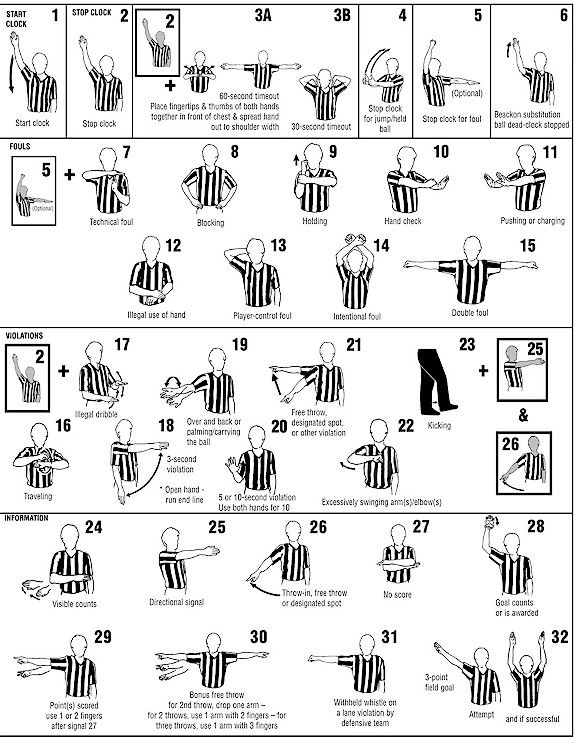 START CLOCK
1
Start clock
STOP CLOCK
2
Stop clock
2
+
3A
60-second timeout
Place fingertips & thumbs of both hands
together in front of chest & spread hand
out to shoulder width
3B
30-second timeout
4
Stop clock
for jump/held
ball
5
(Optional)
Stop clock for foul
6
Beackon substitution
ball dead-clock stopped
FOULS
5
(Optional)
+
7
Technical foul
8
Blocking
9
Holding
10
Hand check
11
Pushing or charging
12
Illegal use of hand
13
Player-control foul
14
Intentional foul
15
Double foul
VIOLATIONS
2
+
17
Illegal dribble
19
Over and back or
palming/carrying
the ball
21
Free throw,
designated spot,
or other violation
23
Kicking
+
25
&
26
16
Traveling
18
3-second
violation
* Open hand -
run end line
20
5 or 10-second violation
Use both hands for 10
22
Excessively swinging arm(s)/elbow(s)
INFORMATION
24
Visible counts
25
Directional signal
26
Throw-in, free throw
or designated spot
27
No score
28
Goal counts
or is awarded
29
Point(s) scored
use 1 or 2 fingers
after signal 27
30
Bonus free throw
for 2nd throw, drop one arm –
for 2 throws, use 1 arm with 2 fingers – for
three throws, use 1 arm with 3 fingers
31
Withheld whistle on
a lane violation by
defensive team
32
3-point
field goal
Attempt
and if successful